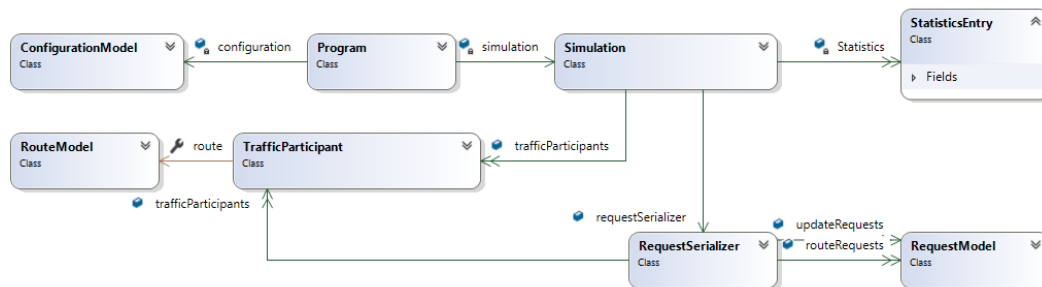 ConfigurationModel
Class
configuration
Program
Class
simulation
Simulation
Class
Statistics
StatisticsEntry
Class
Fields
RouteModel
Class
route
TrafficParticipant
Class
trafficParticipants
trafficParticipants
requestSerializer
RequestSerializer
Class
updateRequests
routeRequests
RequestModel
Class